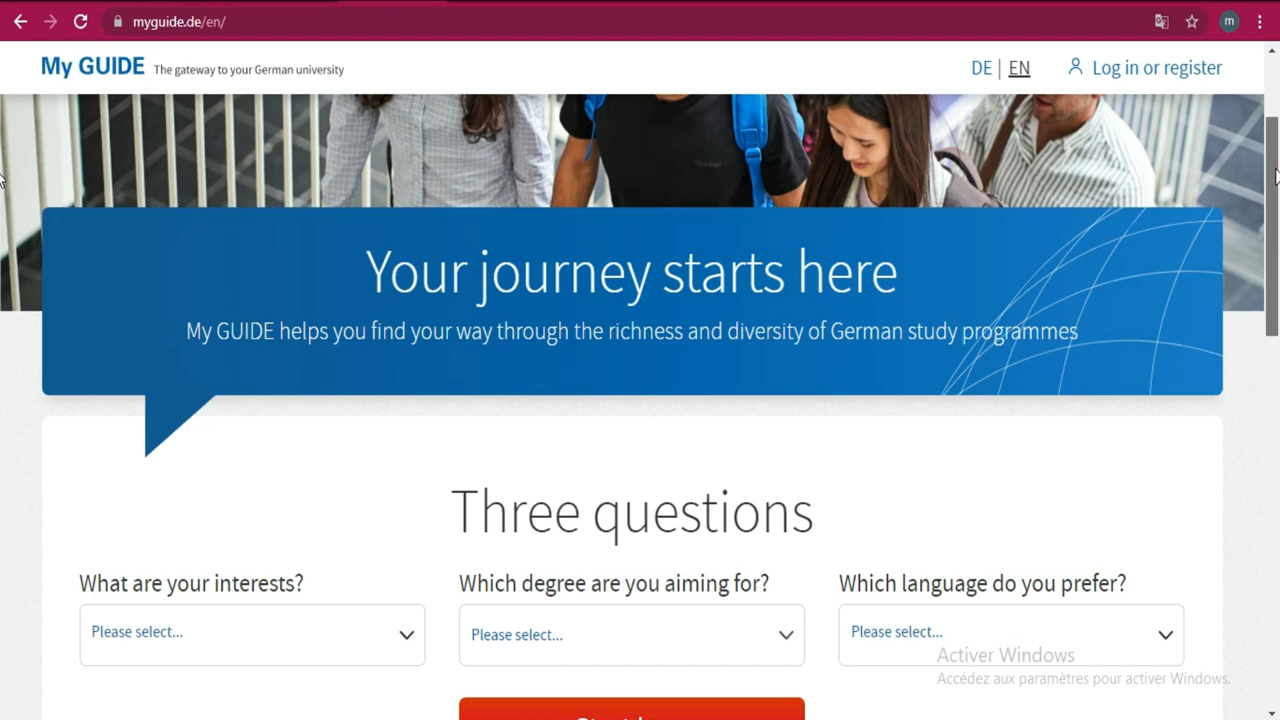 myguide.de/en/
m
My GUIDE The gateway to your German university
DE | EN Log in or register
Your journey starts here
My GUIDE helps you find your way through the richness and diversity of German study programmes
Three questions
What are your interests?
Please select...
Which degree are you aiming for?
Please select...
Which language do you prefer?
Please select...
Activer Windows
Accédez aux paramètres pour activer Windows.